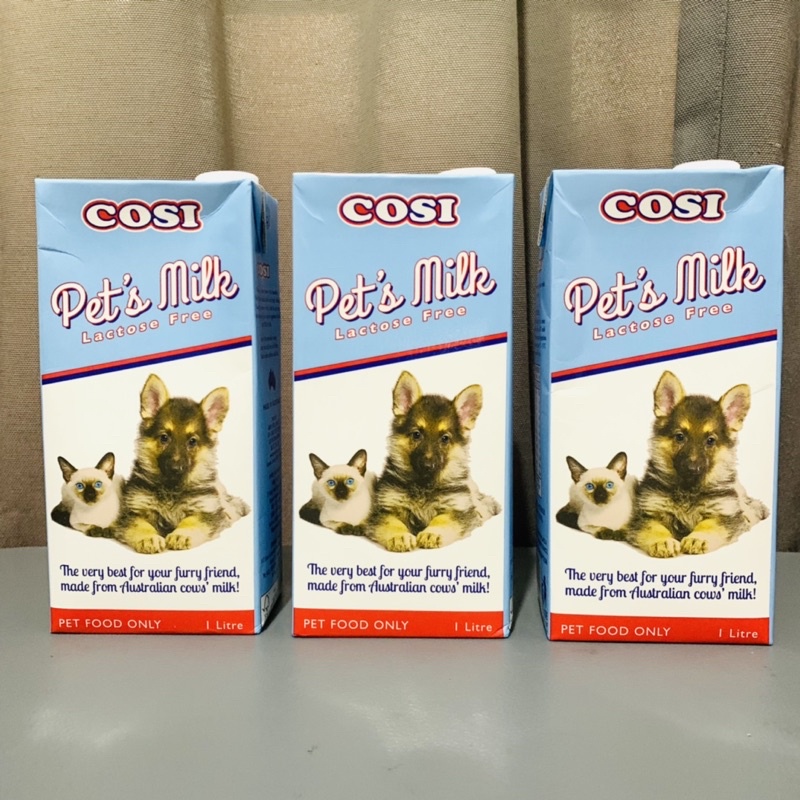 COSI
Pet's Milk
Lactose Free
The very best for your furry friend,
made from Australian cows' milk!
PET FOOD ONLY 1 Litre
COSI
COSI
Pet's Milk
Lactose Free
The very best for your furry friend,
made from Australian cows' milk!
PET FOOD ONLY 1 Litre
COSI
Pet's Milk
Lactose Free
The very best for your furry friend,
made from Australian cows' milk!
PET FOOD ONLY 1 Litre